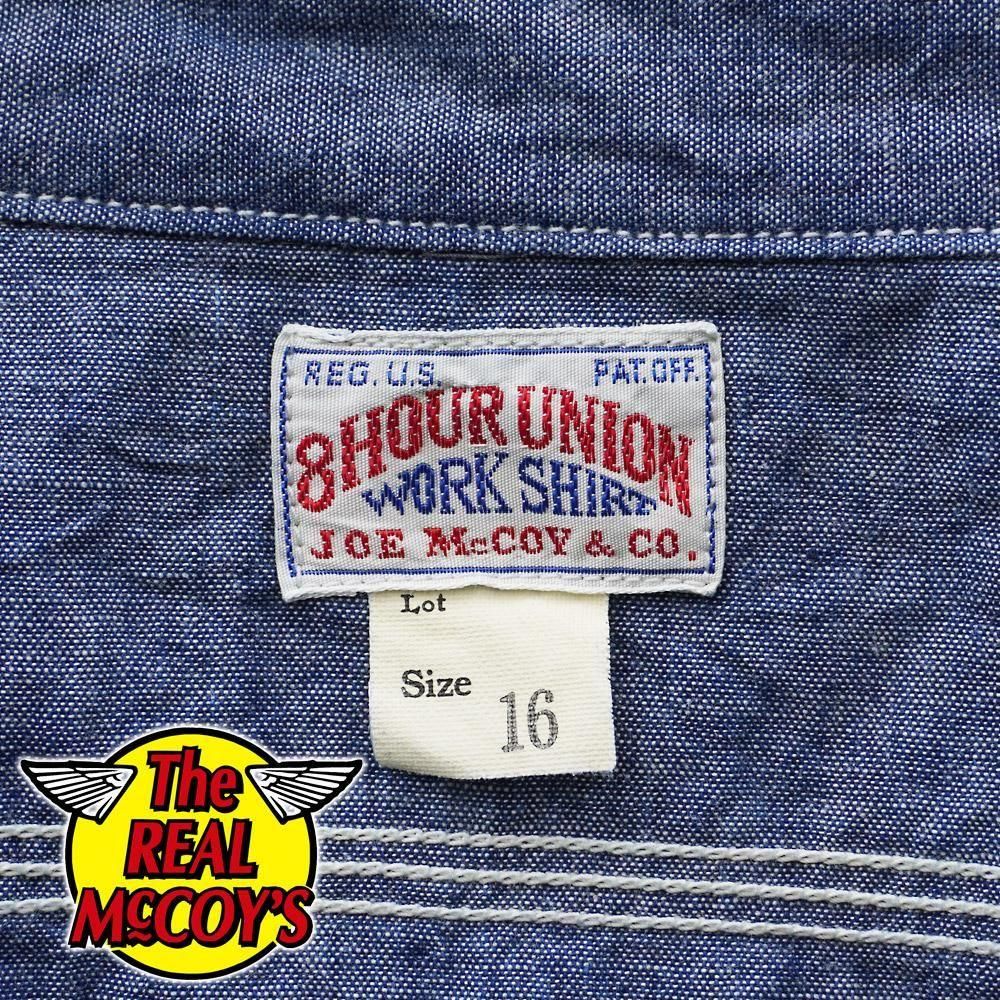 REG. U.S. PAT. OFF.
8 HOUR UNION
WORK SHIRT
JOE McCOY & CO.
Lot
Size 16
The
REAL
McCOY'S